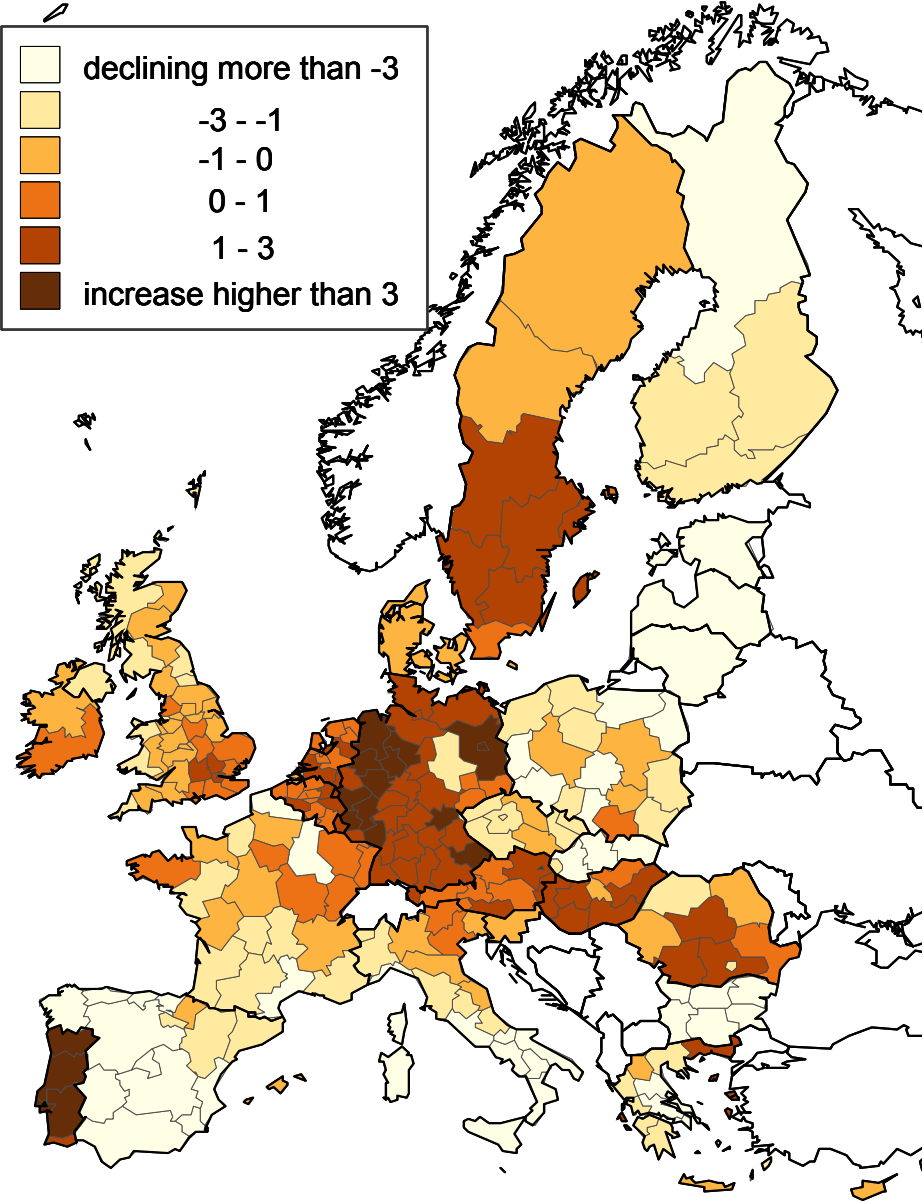 declining more than -3
-3 - -1
-1 - 0
0 - 1
1 - 3
increase higher than 3